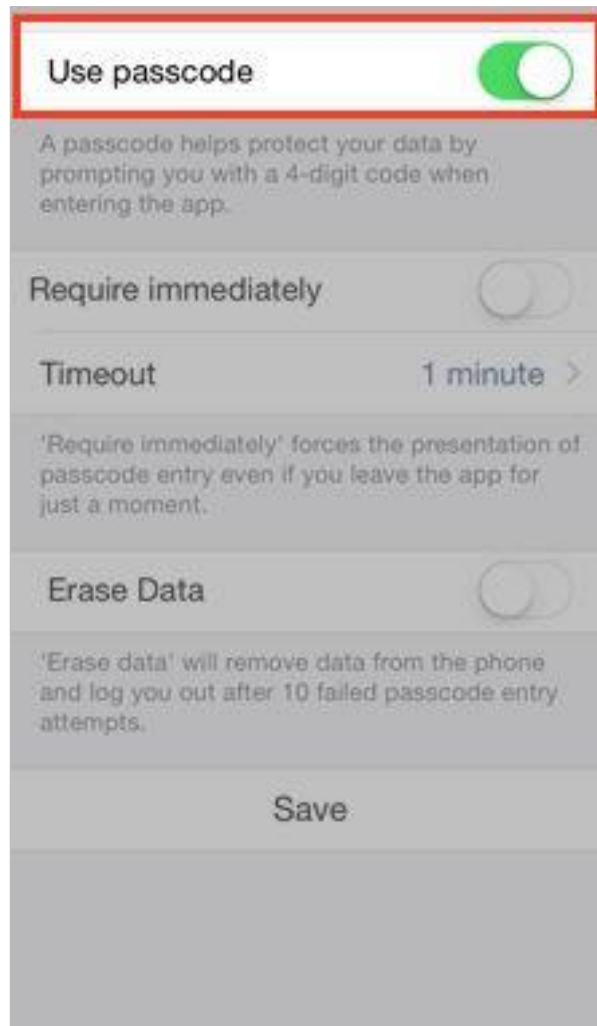 Use passcode
A passcode helps protect your data by
prompting you with a 4-digit code when
entering the app.
Require immediately
Timeout 1 minute >
'Require immediately' forces the presentation of
passcode entry even if you leave the app for
just a moment.
Erase Data
'Erase data' will remove data from the phone
and log you out after 10 failed passcode entry
attempts.
Save